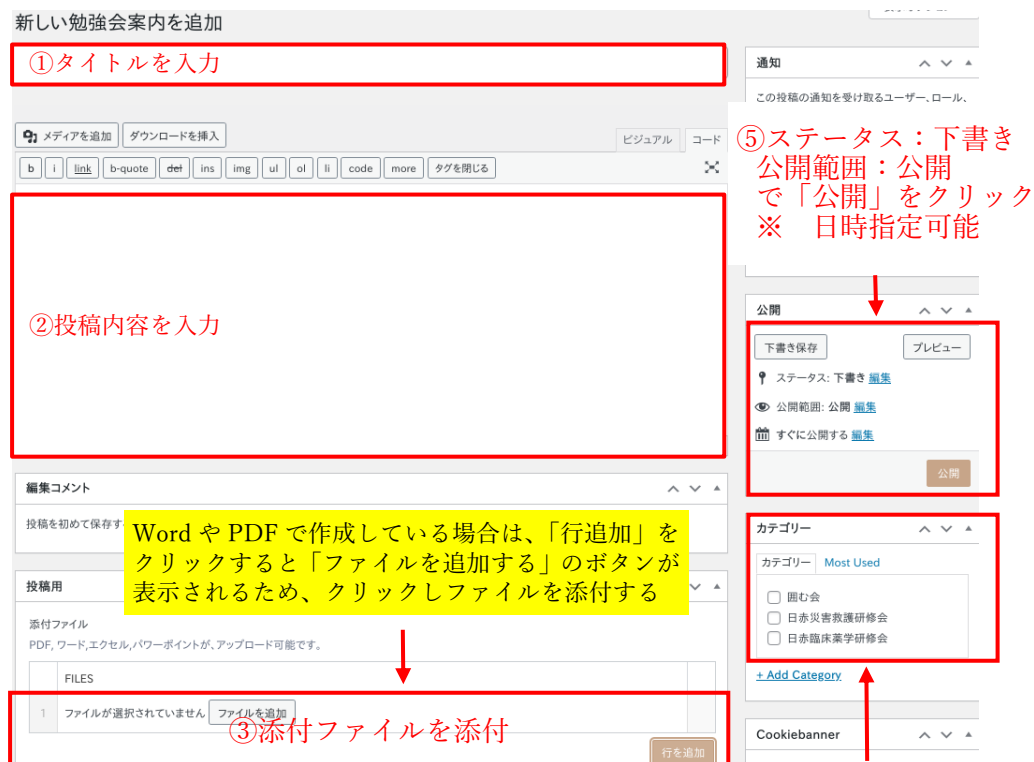 新しい勉強会案内を追加
①タイトルを入力
メディアを追加 ダウンロードを挿入
ビジュアル コード
b i link b-quote del ins img ul ol li code more タグを閉じる
②投稿内容を入力
編集コメント
投稿を初めて保存す
Word や PDF で作成している場合は、「行追加」を
クリックすると「ファイルを追加する」のボタンが
表示されるため、クリックしファイルを添付する
投稿用
添付ファイル
PDF, ワード,エクセル,パワーポイントが、アップロード可能です。
FILES
1 ファイルが選択されていません ファイルを追加
③添付ファイルを添付
行を追加
通知
この投稿の通知を受け取るユーザー、ロール、
⑤ステータス：下書き
公開範囲：公開
で「公開」をクリック
※ 日時指定可能
公開
下書き保存 プレビュー
ステータス: 下書き 編集
公開範囲: 公開 編集
すぐに公開する 編集
公開
カテゴリー
カテゴリー Most Used
囲む会
日赤災害救護研修会
日赤臨床薬学研修会
+ Add Category
Cookiebanner